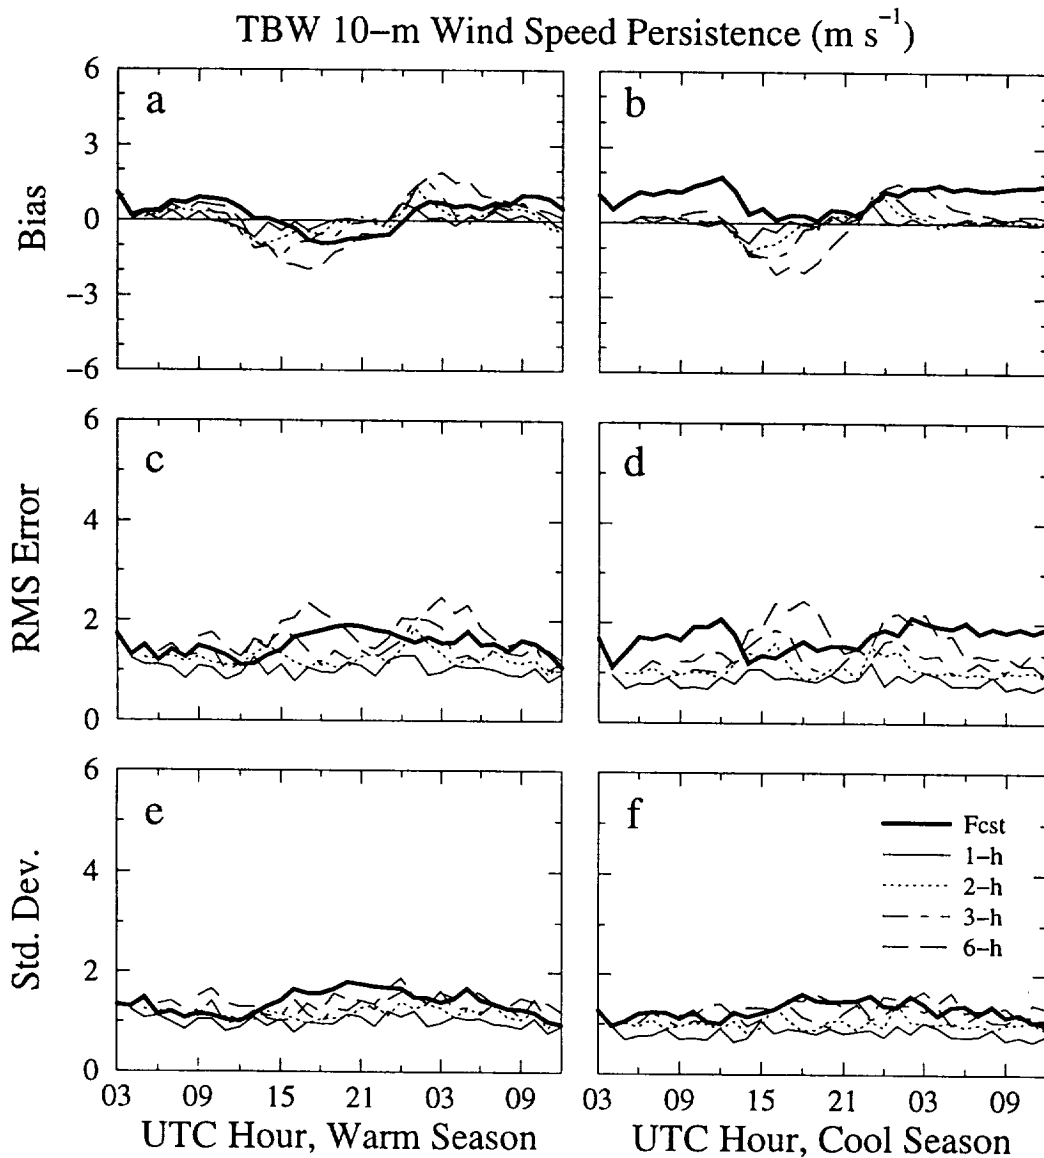 TBW 10−m Wind Speed Persistence (m s⁻¹)
6
3
0
−3
−6
Bias
a
b
6
4
2
0
RMS Error
c
d
6
4
2
0
Std. Dev.
e
f
Fcst
1−h
2−h
3−h
6−h
03 09 15 21 03 09
03 09 15 21 03 09
UTC Hour, Warm Season
UTC Hour, Cool Season